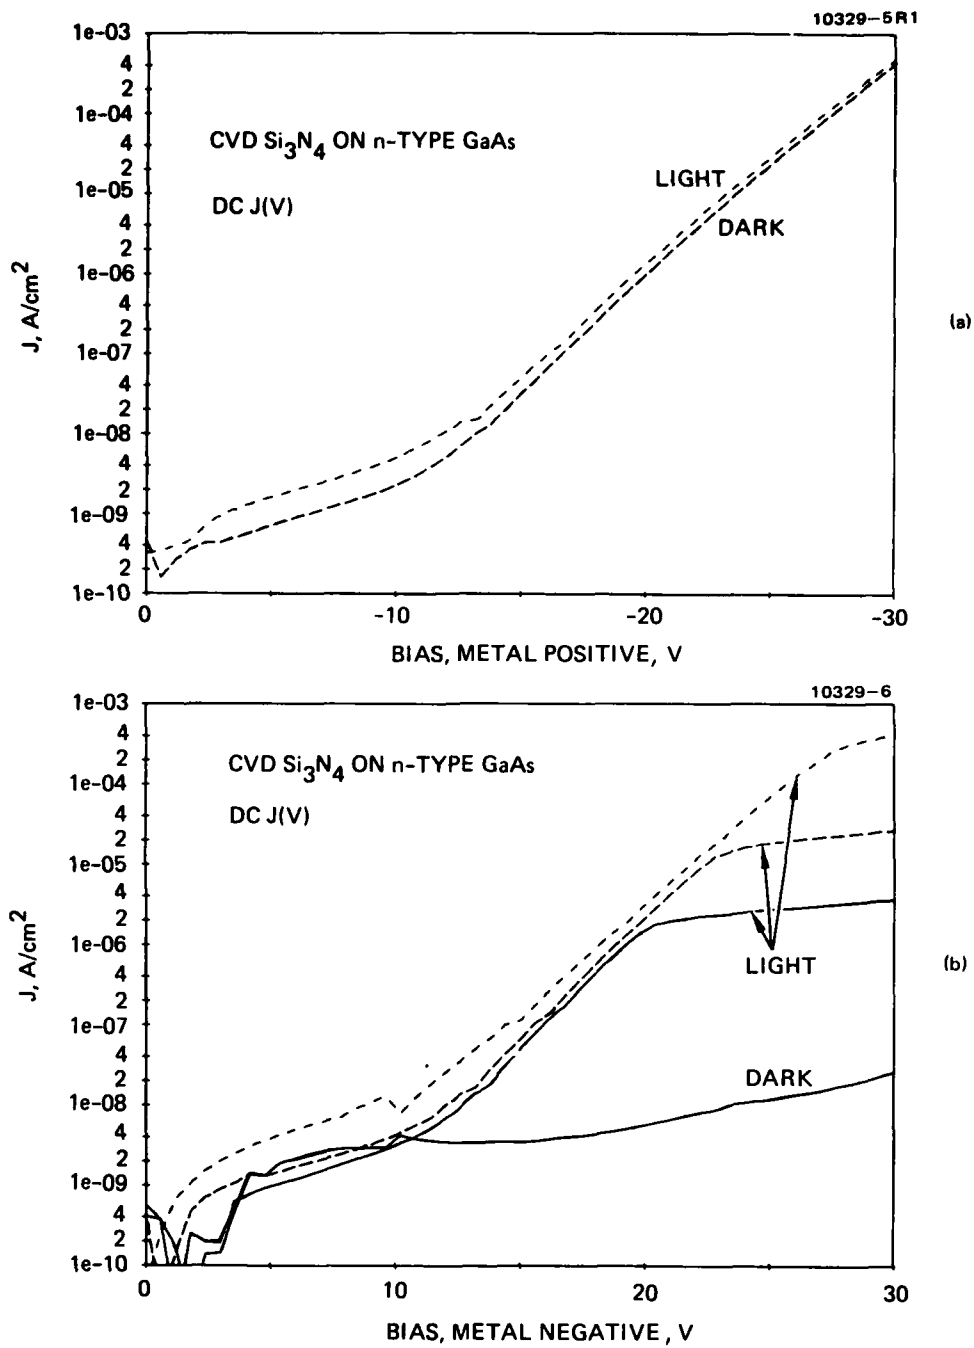 10329-5R1
1e-03
4
2
1e-04
4
2
1e-05
4
2
1e-06
4
2
1e-07
4
2
1e-08
4
2
1e-09
4
2
1e-10
J, A/cm2
CVD Si3N4 ON n-TYPE GaAs
DC J(V)
LIGHT
DARK
(a)
0 -10 -20 -30
BIAS, METAL POSITIVE, V
10329-6
1e-03
4
2
1e-04
4
2
1e-05
4
2
1e-06
4
2
1e-07
4
2
1e-08
4
2
1e-09
4
2
1e-10
J, A/cm2
CVD Si3N4 ON n-TYPE GaAs
DC J(V)
LIGHT
DARK
(b)
0 10 20 30
BIAS, METAL NEGATIVE, V